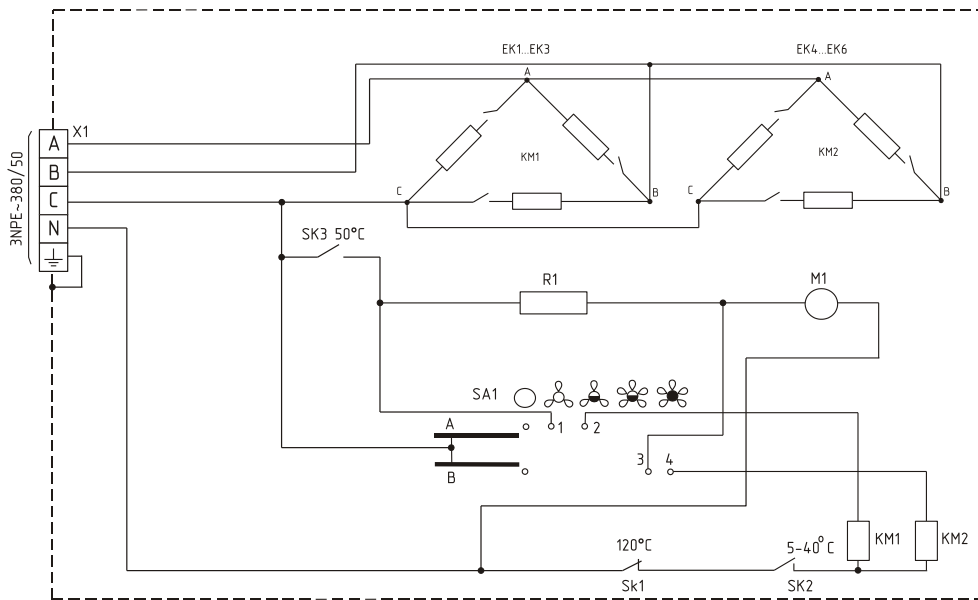 EK1...EK3
EK4...EK6
A
A
X1
3NPE~380/50
A
B
C
N
KM1
KM2
C
B
C
B
SK3 50°C
R1
M1
SA1
A
1
2
3
4
B
120°C
Sk1
5-40°C
SK2
KM1
KM2